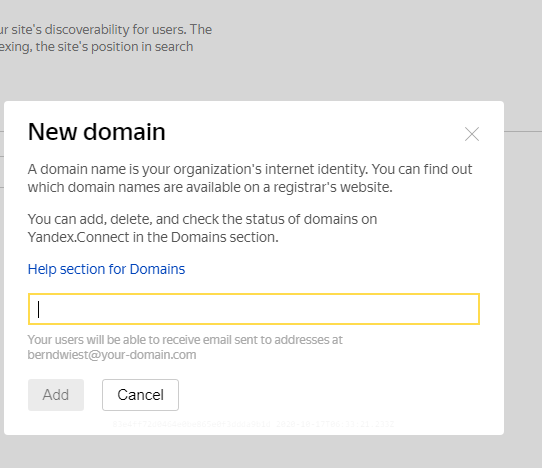 ur site's discoverability for users. The
exing, the site's position in search
New domain
A domain name is your organization's internet identity. You can find out
which domain names are available on a registrar's website.
You can add, delete, and check the status of domains on
Yandex.Connect in the Domains section.
Help section for Domains
Your users will be able to receive email sent to addresses at
berndwiest@your-domain.com
Add Cancel